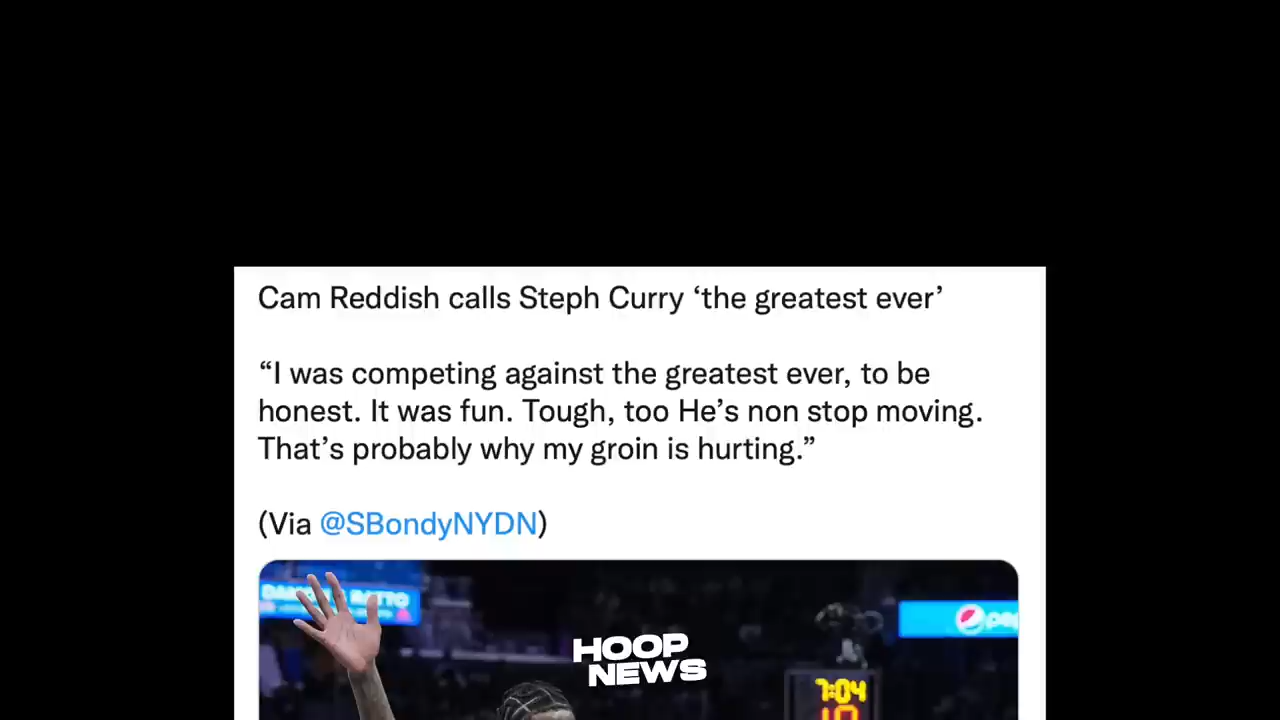 Cam Reddish calls Steph Curry ‘the greatest ever’
“I was competing against the greatest ever, to be
honest. It was fun. Tough, too He’s non stop moving.
That’s probably why my groin is hurting.”
(Via @SBondyNYDN)
HOOP
NEWS
7:04